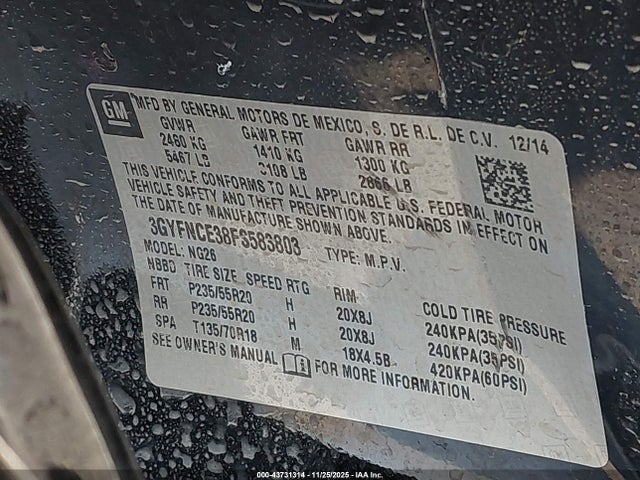 GM
MFD BY GENERAL MOTORS DE MEXICO, S. DE R.L. DE C.V. 12/14
GVWR GAWR FRT GAWR RR
2460 KG 1410 KG 1300 KG
5467 LB 3108 LB 2866 LB
THIS VEHICLE CONFORMS TO ALL APPLICABLE U.S. FEDERAL MOTOR
VEHICLE SAFETY AND THEFT PREVENTION STANDARDS IN EFFECT ON
THE DATE OF MANUFACTURE SHOWN ABOVE.
3GYFNCE38FS583803 TYPE: M.P.V.
MODEL: NG26
NBBD TIRE SIZE SPEED RTG RIM COLD TIRE PRESSURE
FRT P235/55R20 H 20X8J 240KPA(35PSI)
RR P235/55R20 H 20X8J 240KPA(35PSI)
SPA T135/70R18 M 18X4.5B 420KPA(60PSI)
SEE OWNER'S MANUAL FOR MORE INFORMATION.
000-43731314 - 11/25/2025 - IAA Inc.